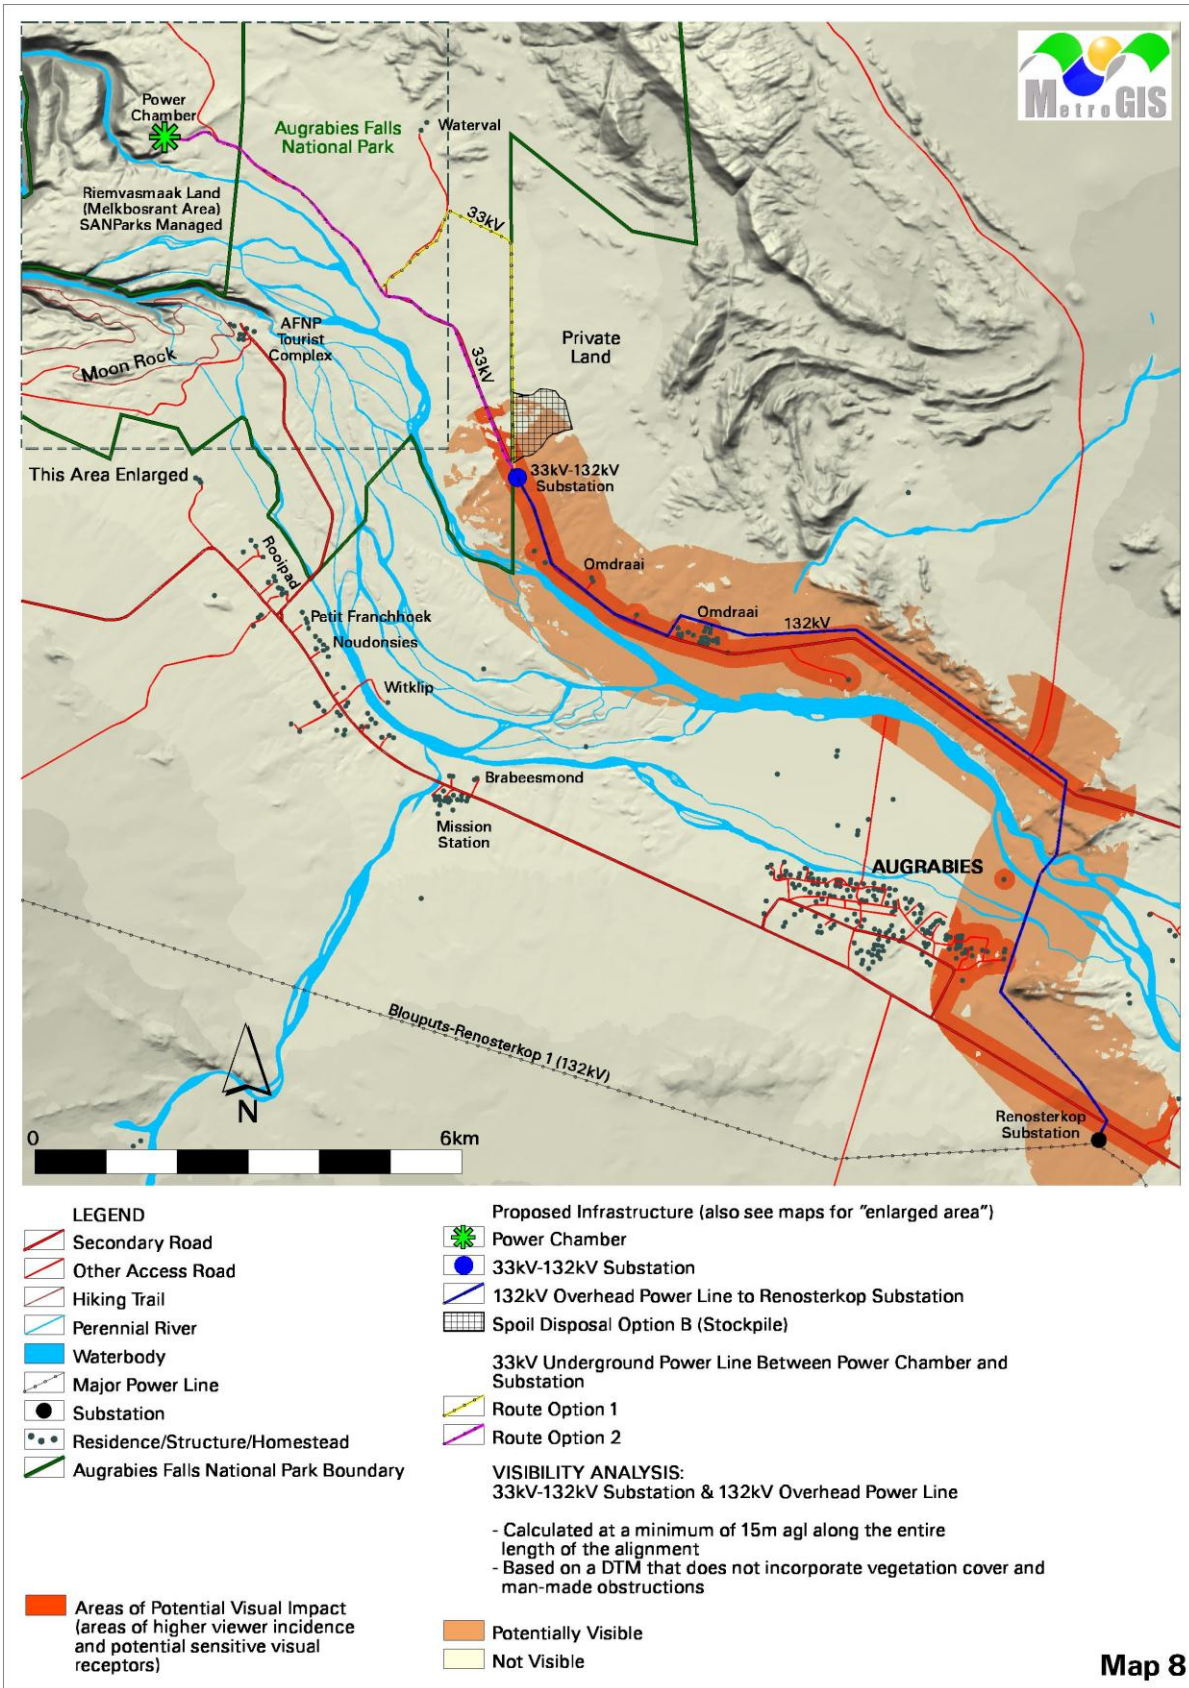 MetroGIS
Power
Chamber
Augrabies Falls
National Park
Waterval
Riemvasmaak Land
(Melkbosrant Area)
SANParks Managed
33kV
AFNP
Tourist
Complex
Moon Rock
33kV
Private
Land
This Area Enlarged
33kV-132kV
Substation
Rooipad
Omdraai
Omdraai
132kV
Petit Franchhoek
Noudonsies
Witklip
Brabeesmond
Mission
Station
AUGRABIES
Blouputs-Renosterkop 1 (132kV)
N
Renosterkop
Substation
0
6km
LEGEND
Secondary Road
Other Access Road
Hiking Trail
Perennial River
Waterbody
Major Power Line
Substation
Residence/Structure/Homestead
Augrabies Falls National Park Boundary
Areas of Potential Visual Impact
(areas of higher viewer incidence
and potential sensitive visual
receptors)
Proposed Infrastructure (also see maps for "enlarged area")
Power Chamber
33kV-132kV Substation
132kV Overhead Power Line to Renosterkop Substation
Spoil Disposal Option B (Stockpile)
33kV Underground Power Line Between Power Chamber and
Substation
Route Option 1
Route Option 2
VISIBILITY ANALYSIS:
33kV-132kV Substation & 132kV Overhead Power Line
- Calculated at a minimum of 15m agl along the entire
length of the alignment
- Based on a DTM that does not incorporate vegetation cover and
man-made obstructions
Potentially Visible
Not Visible
Map 8